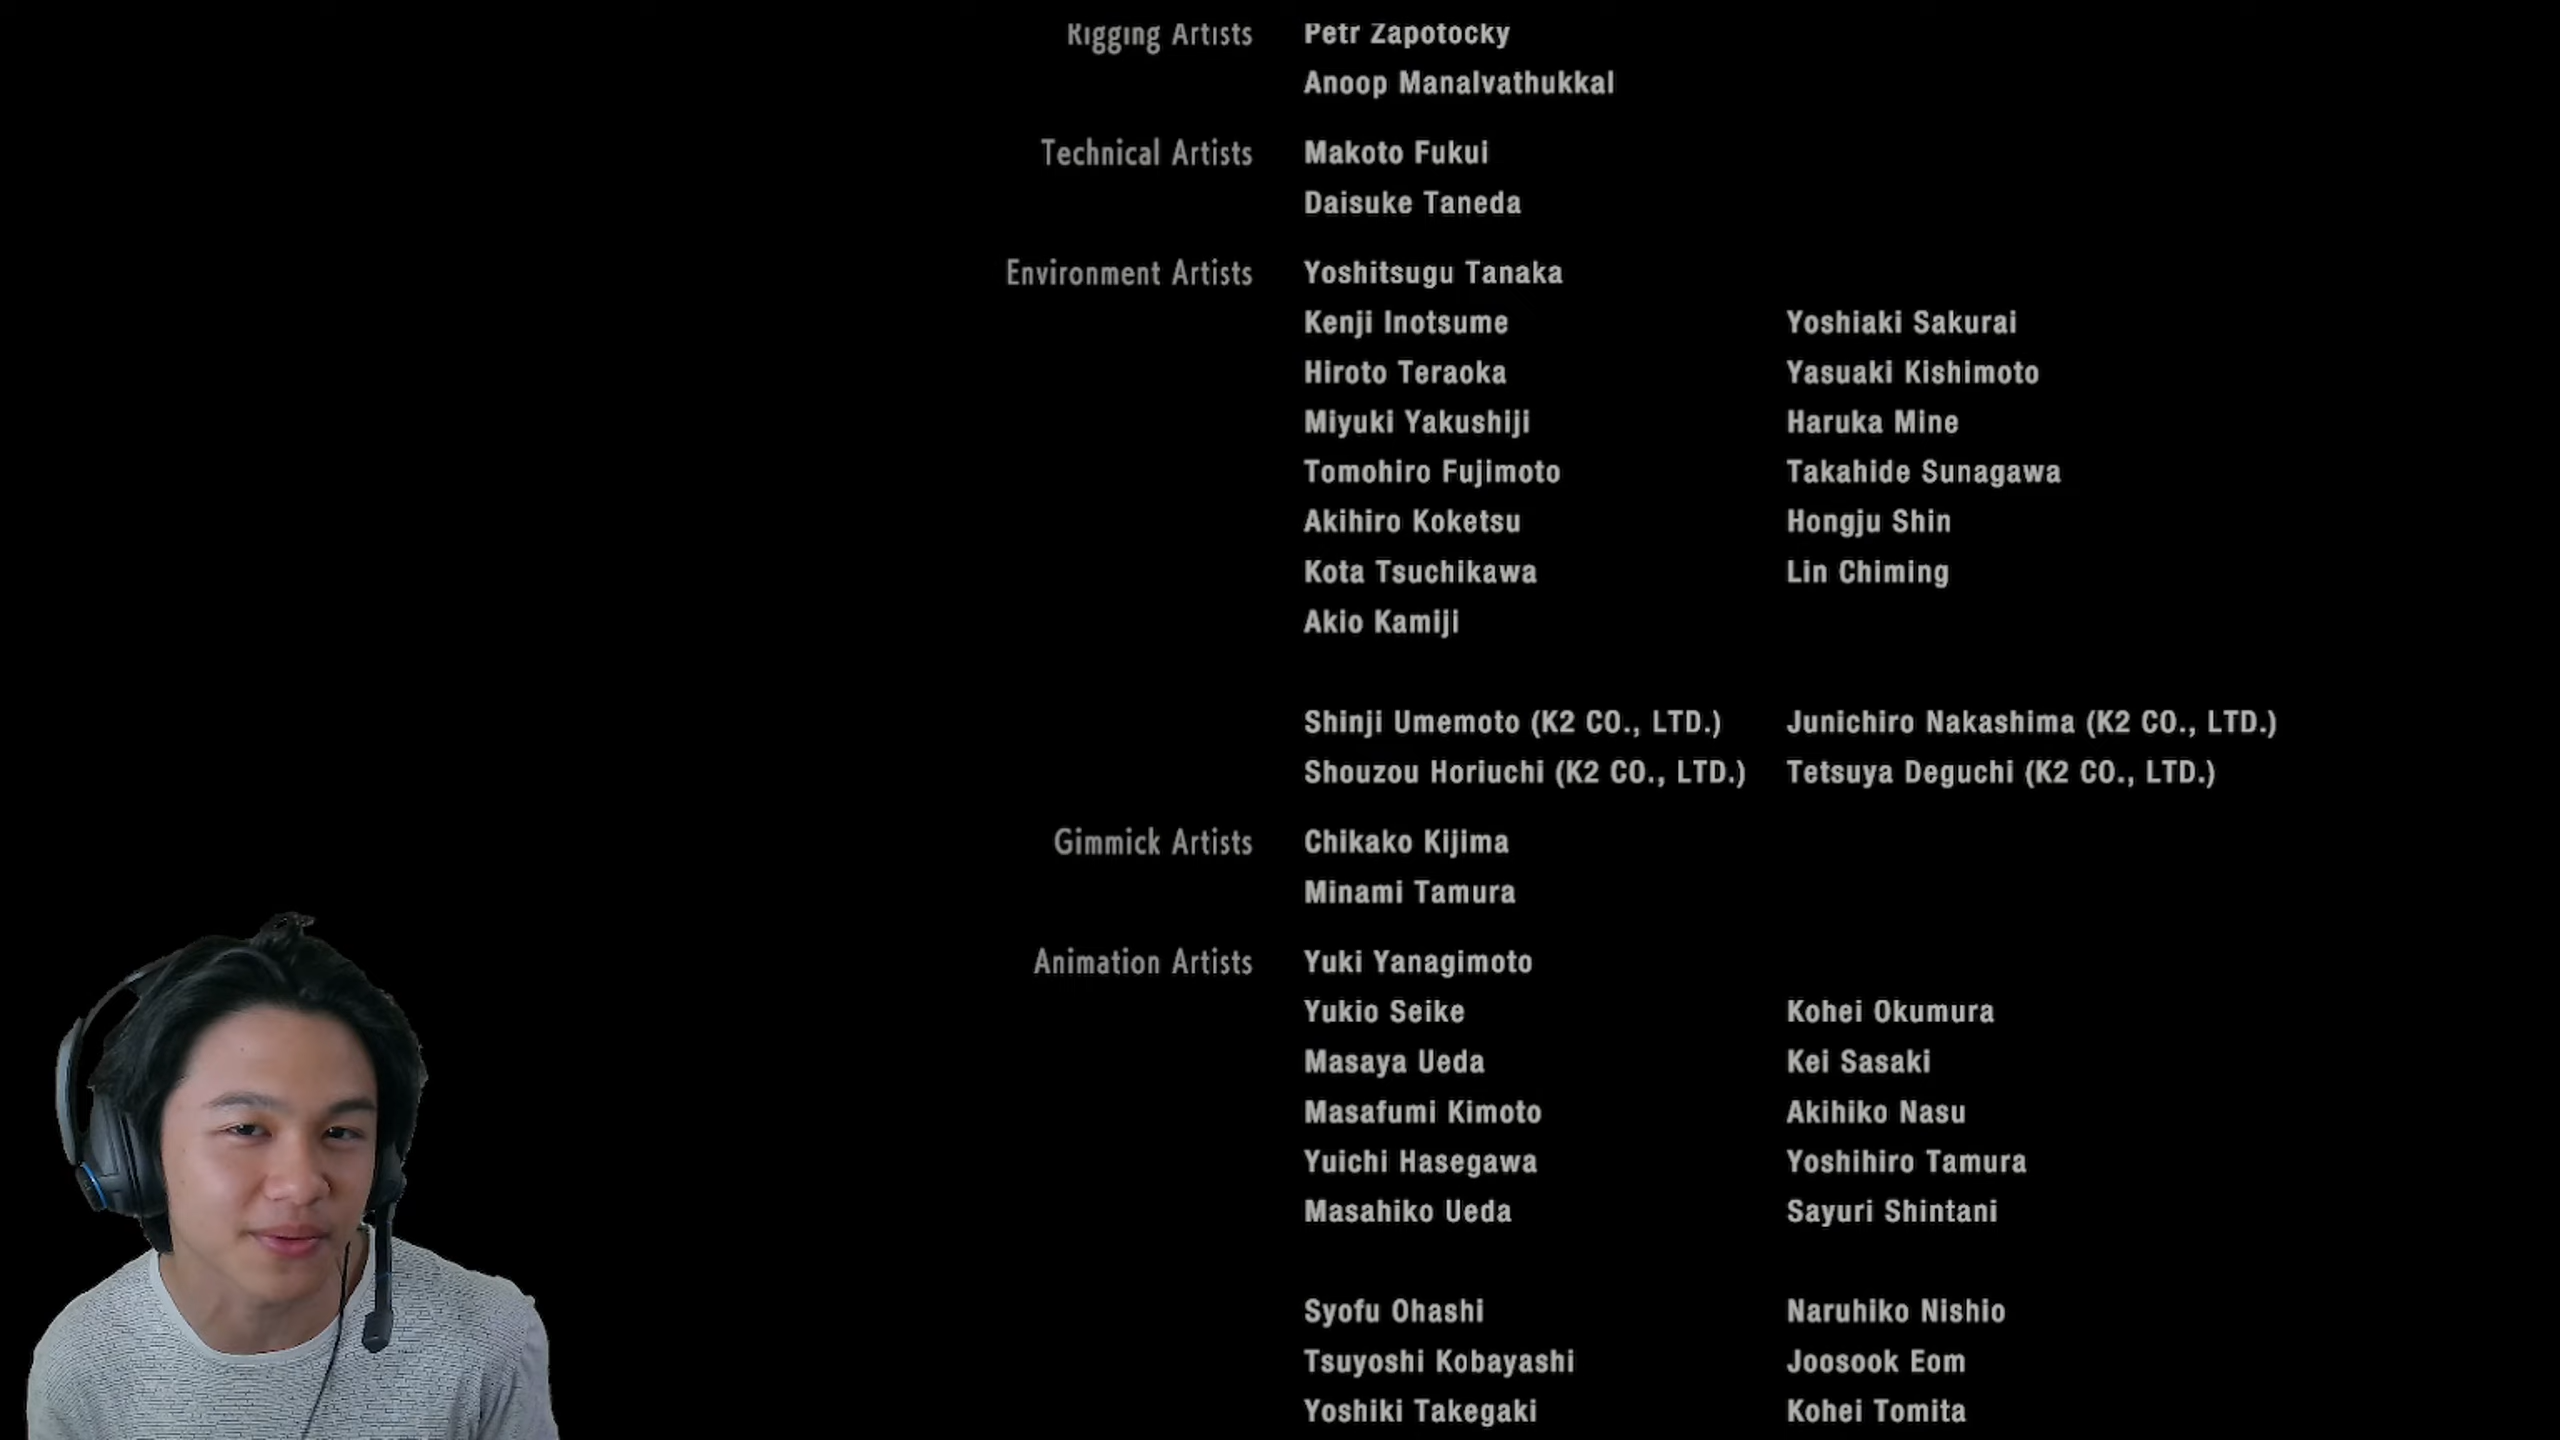 Rigging Artists Petr Zapotocky
Anoop Manalvathukkal
Technical Artists Makoto Fukui
Daisuke Taneda
Environment Artists Yoshitsugu Tanaka
Kenji Inotsume Yoshiaki Sakurai
Hiroto Teraoka Yasuaki Kishimoto
Miyuki Yakushiji Haruka Mine
Tomohiro Fujimoto Takahide Sunagawa
Akihiro Koketsu Hongju Shin
Kota Tsuchikawa Lin Chiming
Akio Kamiji
Shinji Umemoto (K2 CO., LTD.) Junichiro Nakashima (K2 CO., LTD.)
Shouzou Horiuchi (K2 CO., LTD.) Tetsuya Deguchi (K2 CO., LTD.)
Gimmick Artists Chikako Kijima
Minami Tamura
Animation Artists Yuki Yanagimoto
Yukio Seike Kohei Okumura
Masaya Ueda Kei Sasaki
Masafumi Kimoto Akihiko Nasu
Yuichi Hasegawa Yoshihiro Tamura
Masahiko Ueda Sayuri Shintani
Syofu Ohashi Naruhiko Nishio
Tsuyoshi Kobayashi Joosook Eom
Yoshiki Takegaki Kohei Tomita